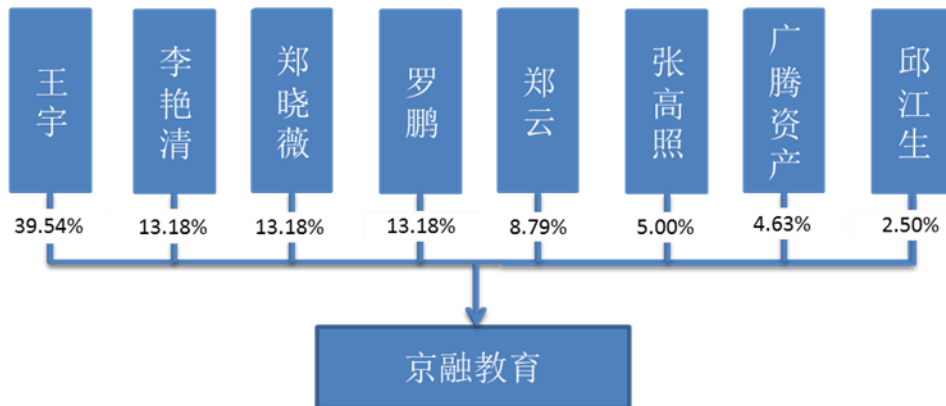 王宇
李艳清
郑晓薇
罗鹏
郑云
张高照
广腾资产
邱江生
39.54%
13.18%
13.18%
13.18%
8.79%
5.00%
4.63%
2.50%
京融教育